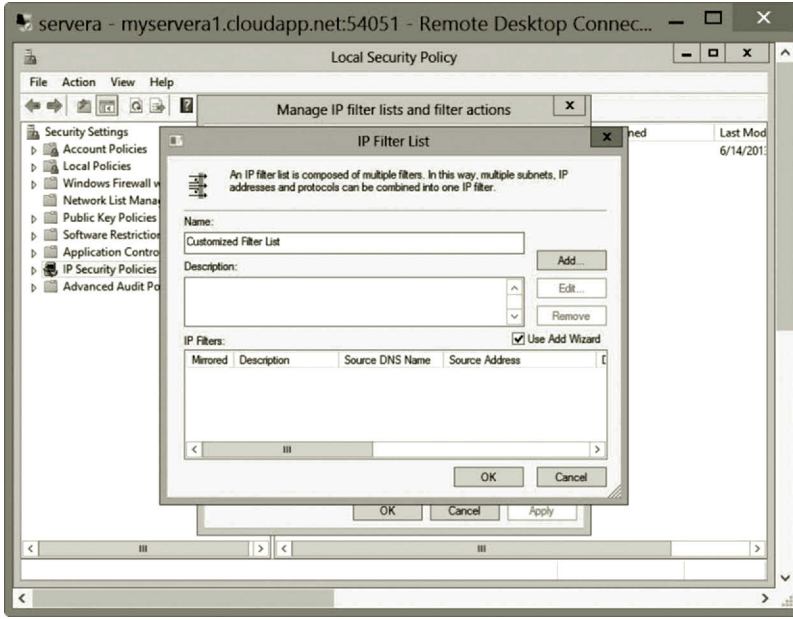 servera - myservera1.cloudapp.net:54051 - Remote Desktop Connec...
Local Security Policy
File Action View Help
Manage IP filter lists and filter actions
Security Settings
Account Policies
Local Policies
Windows Firewall w
Network List Mana
Public Key Policies
Software Restriction
Application Contro
IP Security Policies
Advanced Audit Po
ned
Last Mod
6/14/201
IP Filter List
An IP filter list is composed of multiple filters. In this way, multiple subnets, IP
addresses and protocols can be combined into one IP filter.
Name:
Customized Filter List
Add...
Description:
Edit...
Remove
IP Filters:
Use Add Wizard
Mirrored Description Source DNS Name Source Address
OK Cancel
OK Cancel Apply